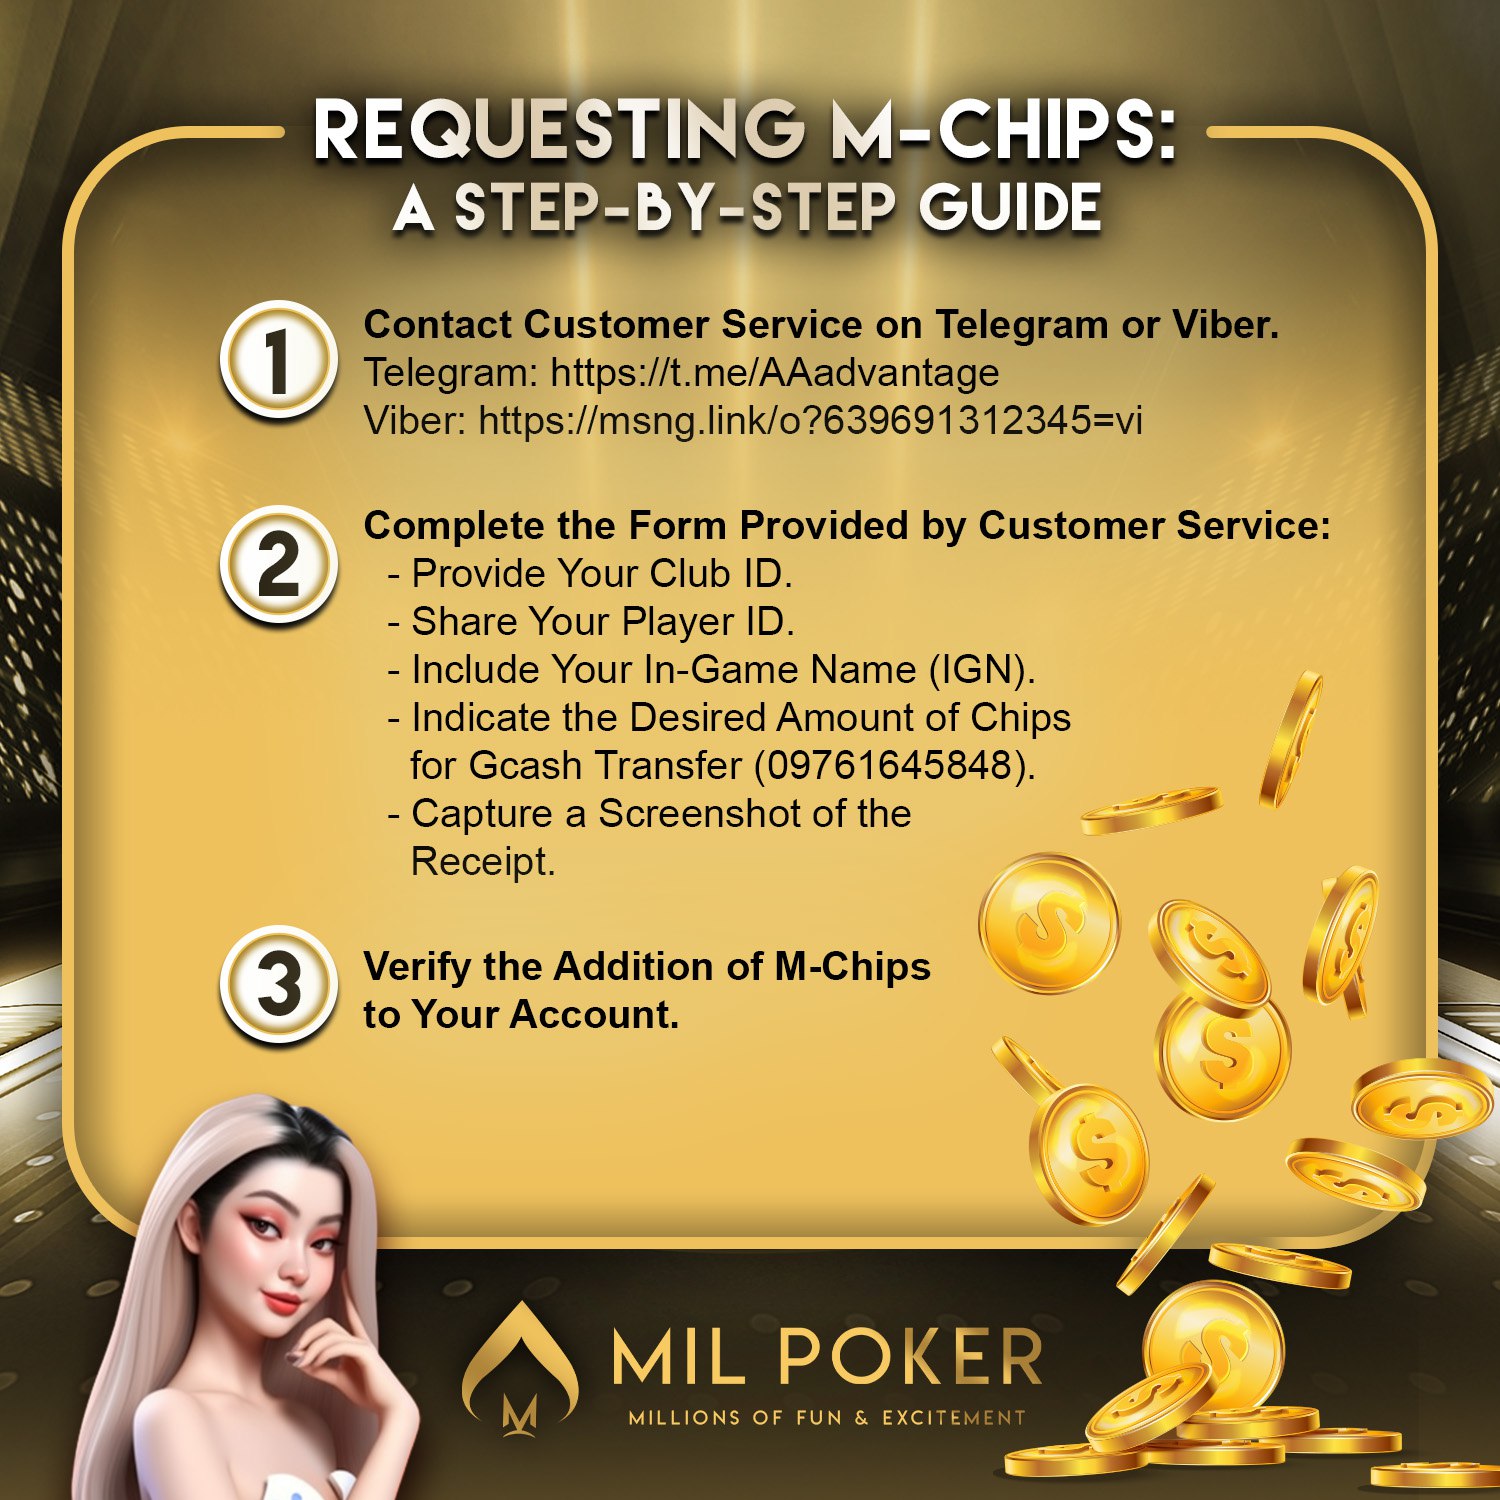 REQUESTING M-CHIPS:
A STEP-BY-STEP GUIDE
1
Contact Customer Service on Telegram or Viber.
Telegram: https://t.me/AAadvantage
Viber: https://msng.link/o?639691312345=vi
2
Complete the Form Provided by Customer Service:
- Provide Your Club ID.
- Share Your Player ID.
- Include Your In-Game Name (IGN).
- Indicate the Desired Amount of Chips
for Gcash Transfer (09761645848).
- Capture a Screenshot of the
Receipt.
3
Verify the Addition of M-Chips
to Your Account.
M
MIL POKER
MILLIONS OF FUN & EXCITEMENT